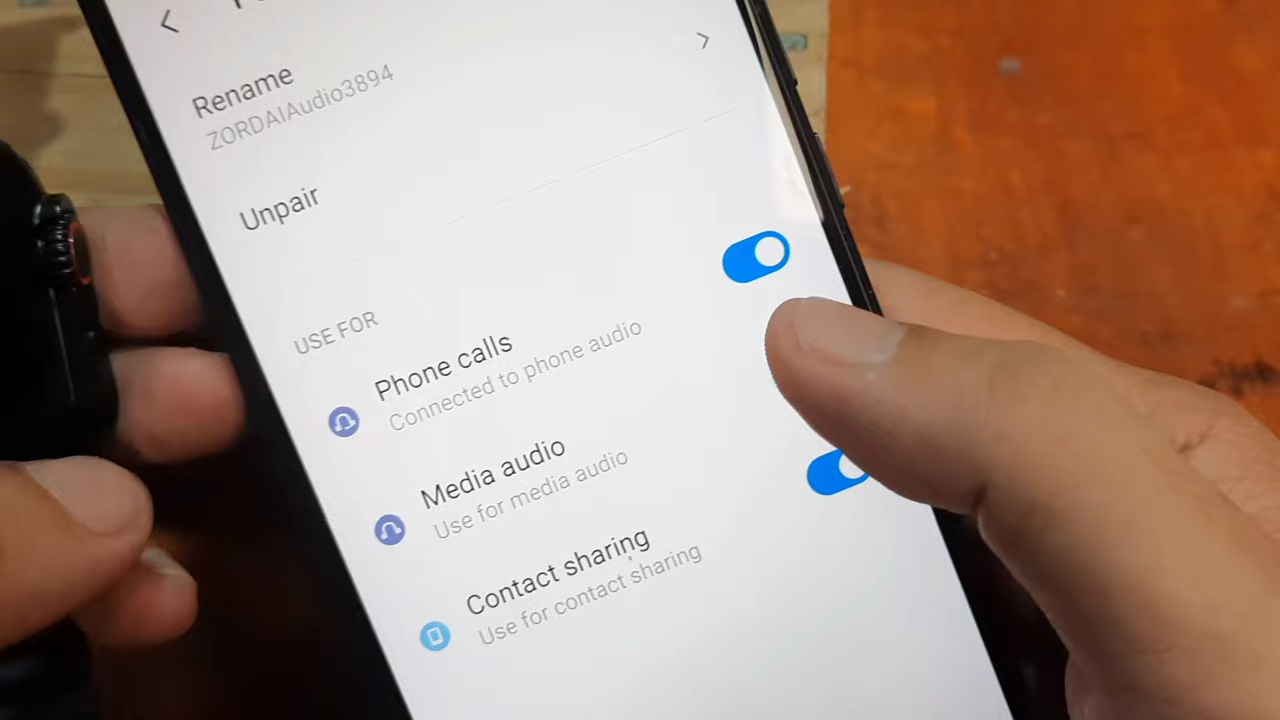 Rename
ZORDAIAudio3894
Unpair
USE FOR
Phone calls
Connected to phone audio
Media audio
Use for media audio
Contact sharing
Use for contact sharing